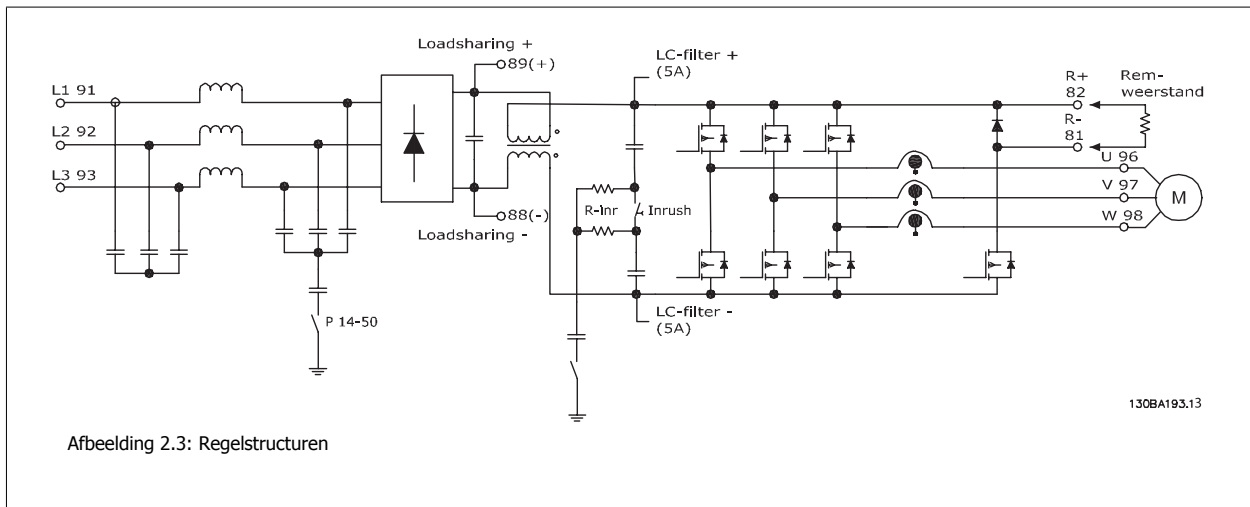 Loadsharing +
89(+)
LC-filter +
(5A)
R+
82
Rem-
weerstand
R-
81
L1 91
L2 92
L3 93
U 96
V 97
W 98
M
R-inr
Inrush
88(-)
Loadsharing -
LC-filter -
(5A)
P 14-50
130BA193.13
Afbeelding 2.3: Regelstructuren